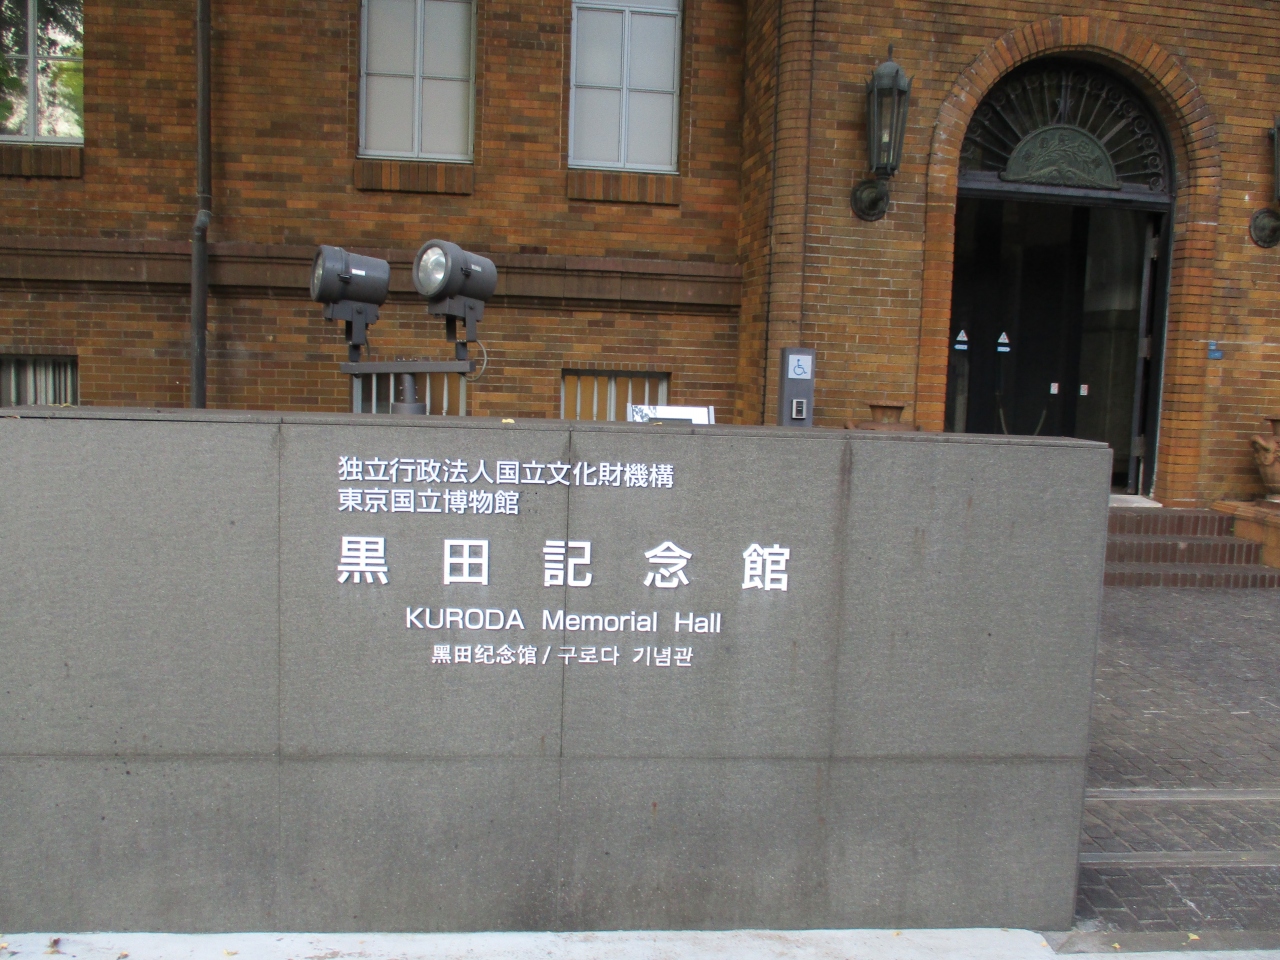 独立行政法人国立文化財機構
東京国立博物館
黒田記念館
KURODA Memorial Hall
黑田纪念馆/구로다 기념관